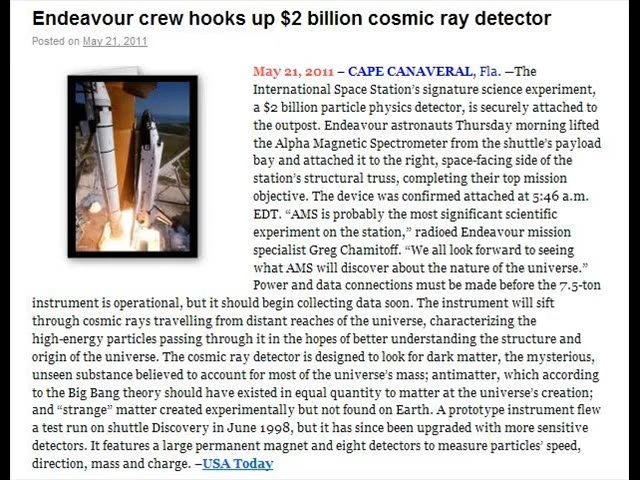 Endeavour crew hooks up $2 billion cosmic ray detector
Posted on May 21, 2011
May 21, 2011 – CAPE CANAVERAL, Fla. —The
International Space Station's signature science experiment,
a $2 billion particle physics detector, is securely attached to
the outpost. Endeavour astronauts Thursday morning lifted
the Alpha Magnetic Spectrometer from the shuttle's payload
bay and attached it to the right, space-facing side of the
station's structural truss, completing their top mission
objective. The device was confirmed attached at 5:46 a.m.
EDT. “AMS is probably the most significant scientific
experiment on the station,” radioed Endeavour mission
specialist Greg Chamitoff. “We all look forward to seeing
what AMS will discover about the nature of the universe.”
Power and data connections must be made before the 7.5-ton
instrument is operational, but it should begin collecting data soon. The instrument will sift
through cosmic rays travelling from distant reaches of the universe, characterizing the
high-energy particles passing through it in the hopes of better understanding the structure and
origin of the universe. The cosmic ray detector is designed to look for dark matter, the mysterious,
unseen substance believed to account for most of the universe's mass; antimatter, which according
to the Big Bang theory should have existed in equal quantity to matter at the universe's creation;
and “strange” matter created experimentally but not found on Earth. A prototype instrument flew
a test run on shuttle Discovery in June 1998, but it has since been upgraded with more sensitive
detectors. It features a large permanent magnet and eight detectors to measure particles' speed,
direction, mass and charge. –USA Today